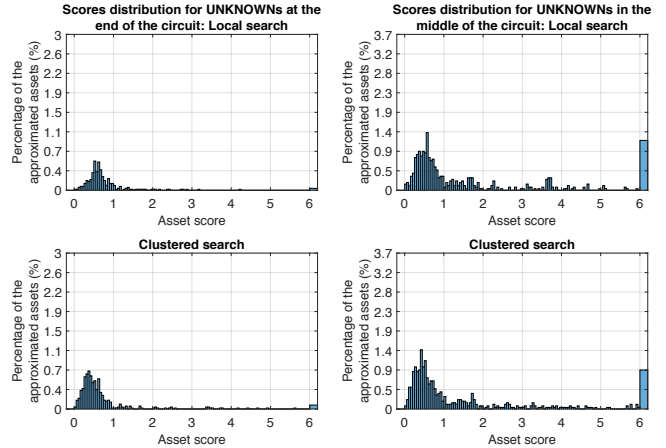 Scores distribution for UNKNOWNs at the
end of the circuit: Local search
3
2.6
2.2
1.9
1.5
1.1
0.7
0.4
0
Percentage of the
approximated assets (%)
0 1 2 3 4 5 6
Asset score
Scores distribution for UNKNOWNs in the
middle of the circuit: Local search
3.7
3.2
2.8
2.3
1.9
1.4
0.9
0.5
0
Percentage of the
approximated assets (%)
0 1 2 3 4 5 6
Asset score
Clustered search
3
2.6
2.2
1.9
1.5
1.1
0.7
0.4
0
Percentage of the
approximated assets (%)
0 1 2 3 4 5 6
Asset score
Clustered search
3.7
3.2
2.8
2.3
1.9
1.4
0.9
0.5
0
Percentage of the
approximated assets (%)
0 1 2 3 4 5 6
Asset score